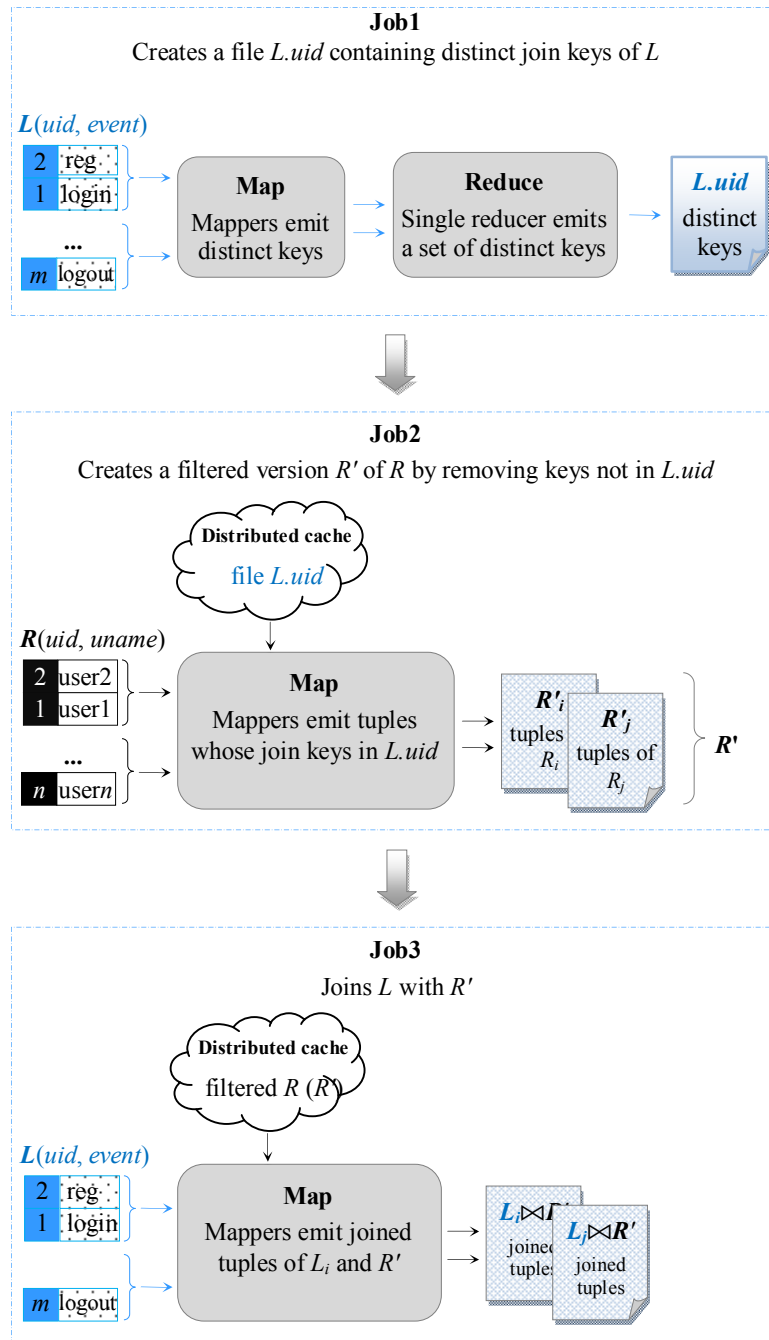 Job1
Creates a file L.uid containing distinct join keys of L
L(uid, event)
2 reg
1 login
...
m logout
Map
Mappers emit
distinct keys
Reduce
Single reducer emits
a set of distinct keys
L.uid
distinct
keys
Job2
Creates a filtered version R' of R by removing keys not in L.uid
Distributed cache
file L.uid
R(uid, uname)
2 user2
1 user1
...
n usern
Map
Mappers emit tuples
whose join keys in L.uid
R'i
tuples
Ri
R'j
tuples of
Rj
R'
Job3
Joins L with R'
Distributed cache
filtered R (R')
L(uid, event)
2 reg
1 login
m logout
Map
Mappers emit joined
tuples of Li and R'
Li⋈R'
joined
tuples
Lj⋈R'
joined
tuples